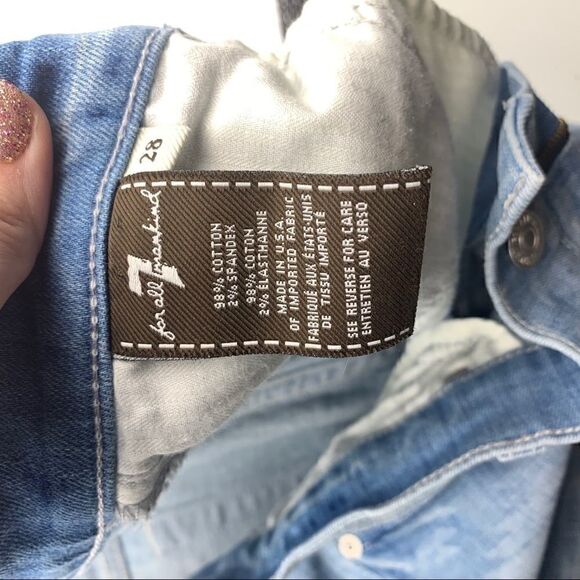 28
7
for all mankind
98% COTTON
2% SPANDEX
98% COTON
2% ÉLASTHANNE
MADE IN U.S.A.
OF IMPORTED FABRIC
FABRIQUÉ AUX ÉTATS-UNIS
DE TISSU IMPORTÉ
SEE REVERSE FOR CARE
ENTRETIEN AU VERSO